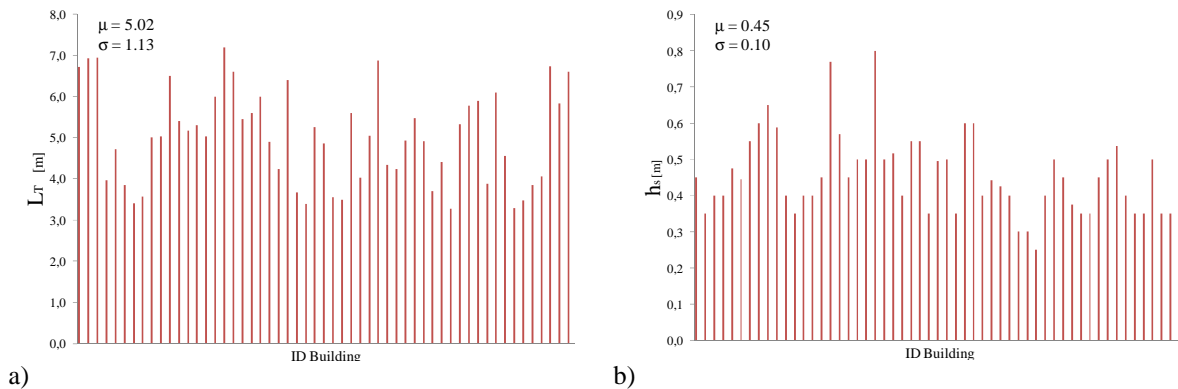 8,0
7,0
6,0
5,0
4,0
3,0
2,0
1,0
0,0
LT [m]
μ = 5.02
σ = 1.13
ID Building
a)
0,9
0,8
0,7
0,6
0,5
0,4
0,3
0,2
0,1
0,0
hs [m]
μ = 0.45
σ = 0.10
ID Building
b)